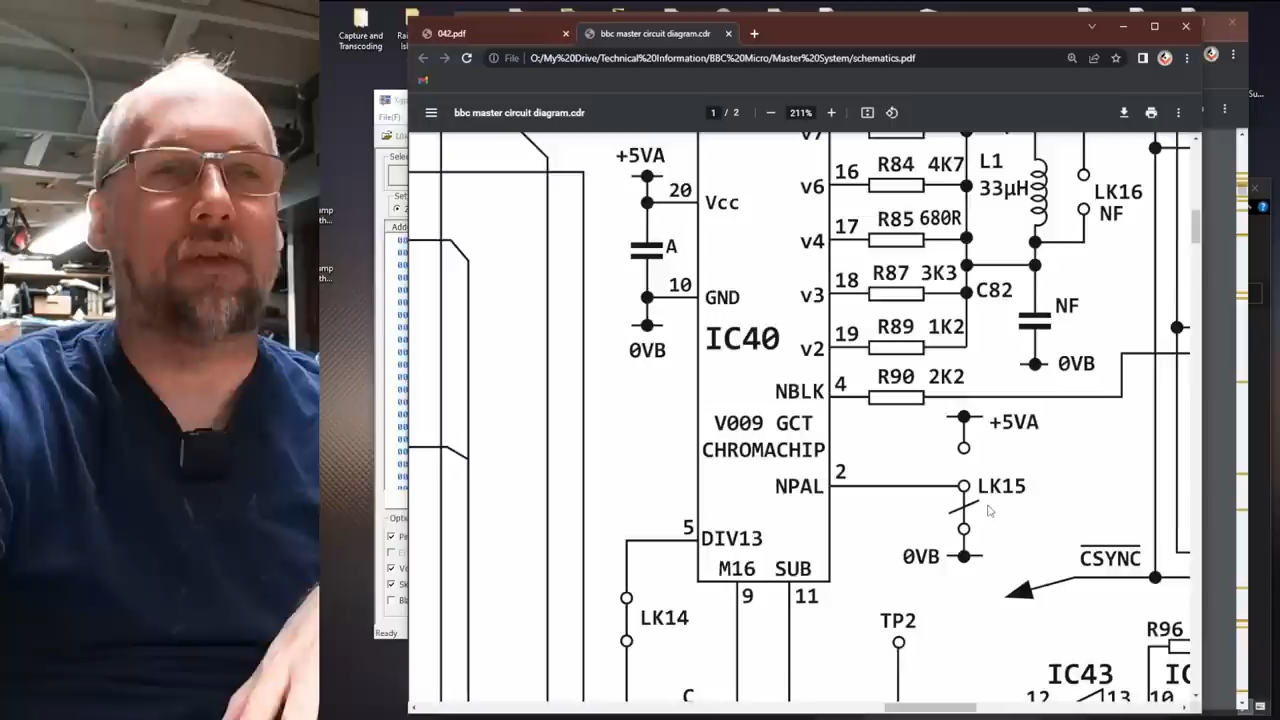 Capture and
Transcoding
042.pdf
bbc master circuit diagram.cdr
File
O:/My%20Drive/Technical%20Information/BBC%20Micro/Master%20System/schematics.pdf
bbc master circuit diagram.cdr
1 / 2
211%
File(F)
Ready
+5VA
20
Vcc
A
10
GND
0VB
IC40
v7
v6
16
R84 4K7
v4
17
R85 680R
v3
18
R87 3K3
v2
19
R89 1K2
NBLK
4
R90 2K2
L1
33µH
LK16
NF
C82
NF
0VB
V009 GCT
CHROMACHIP
NPAL
2
+5VA
LK15
0VB
5
DIV13
M16
SUB
9
11
LK14
TP2
CSYNC
R96
IC43
12
13
10
C